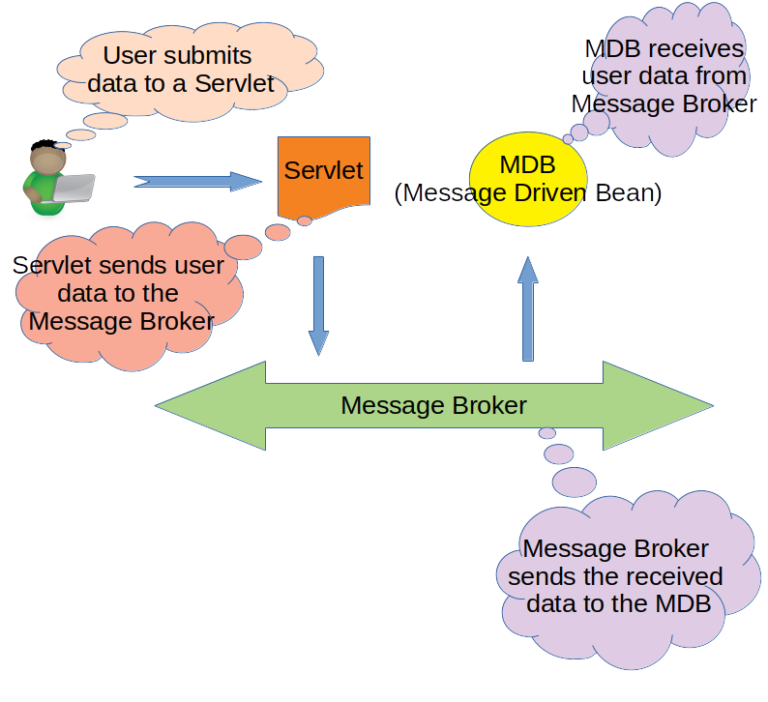 User submits
data to a Servlet
MDB receives
user data from
Message Broker
Servlet
MDB
(Message Driven Bean)
Servlet sends user
data to the
Message Broker
Message Broker
Message Broker
sends the received
data to the MDB